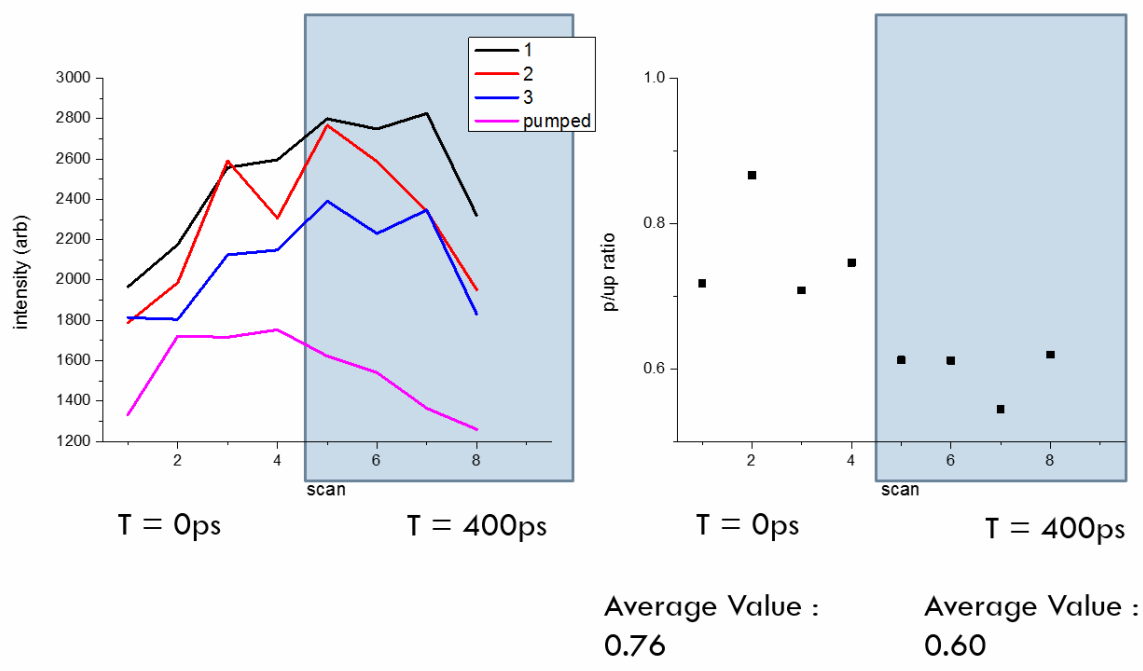 1
2
3
pumped
3000
2800
2600
2400
2200
2000
1800
1600
1400
1200
intensity (arb)
2 4 6 8
scan
T = 0ps T = 400ps
1.0
0.8
0.6
p/up ratio
2 4 6 8
scan
T = 0ps T = 400ps
Average Value :
0.76
Average Value :
0.60